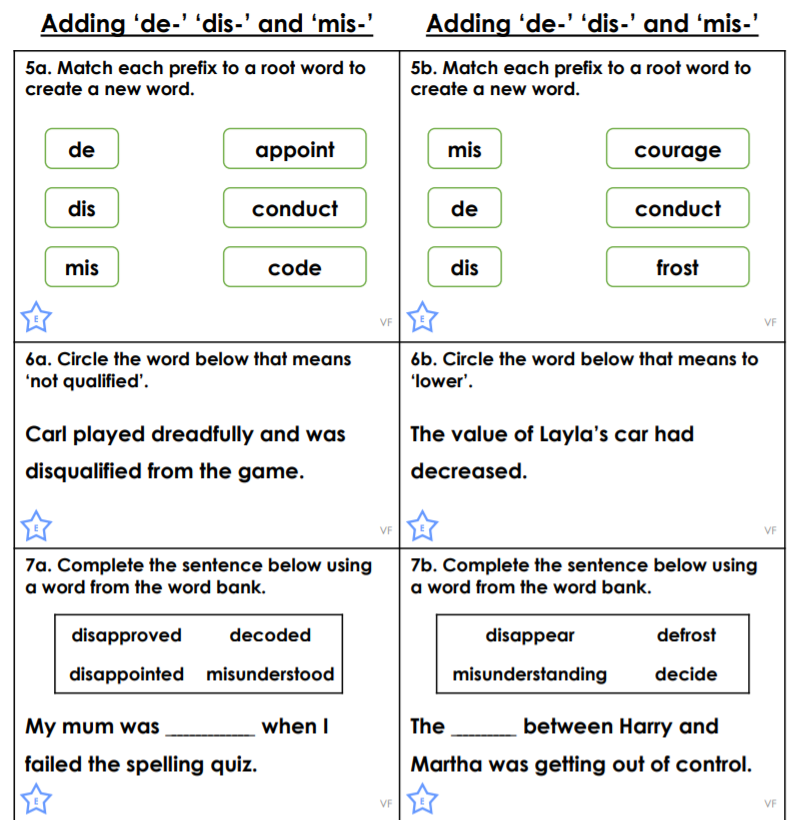 Adding ‘de-’ ‘dis-’ and ‘mis-’
5a. Match each prefix to a root word to
create a new word.
de appoint
dis conduct
mis code
E VF
6a. Circle the word below that means
‘not qualified’.
Carl played dreadfully and was
disqualified from the game.
E VF
7a. Complete the sentence below using
a word from the word bank.
disapproved decoded
disappointed misunderstood
My mum was ___________ when I
failed the spelling quiz.
E VF
Adding ‘de-’ ‘dis-’ and ‘mis-’
5b. Match each prefix to a root word to
create a new word.
mis courage
de conduct
dis frost
E VF
6b. Circle the word below that means to
‘lower’.
The value of Layla’s car had
decreased.
E VF
7b. Complete the sentence below using
a word from the word bank.
disappear defrost
misunderstanding decide
The ________ between Harry and
Martha was getting out of control.
E VF